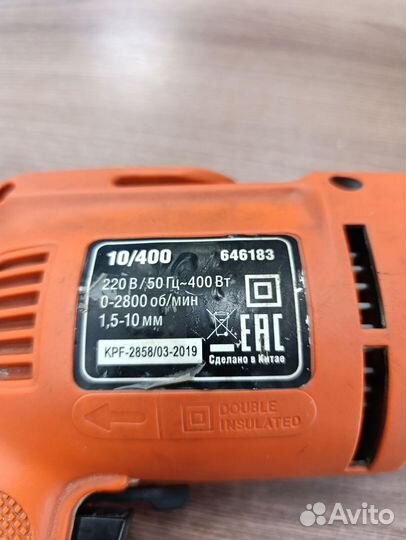 10/400 646183
220 В / 50 Гц~400 Вт
0-2800 об/мин
1,5-10 мм
KPF-2858/03-2019
EAC
Сделано в Китае
DOUBLE
INSULATED
Avito